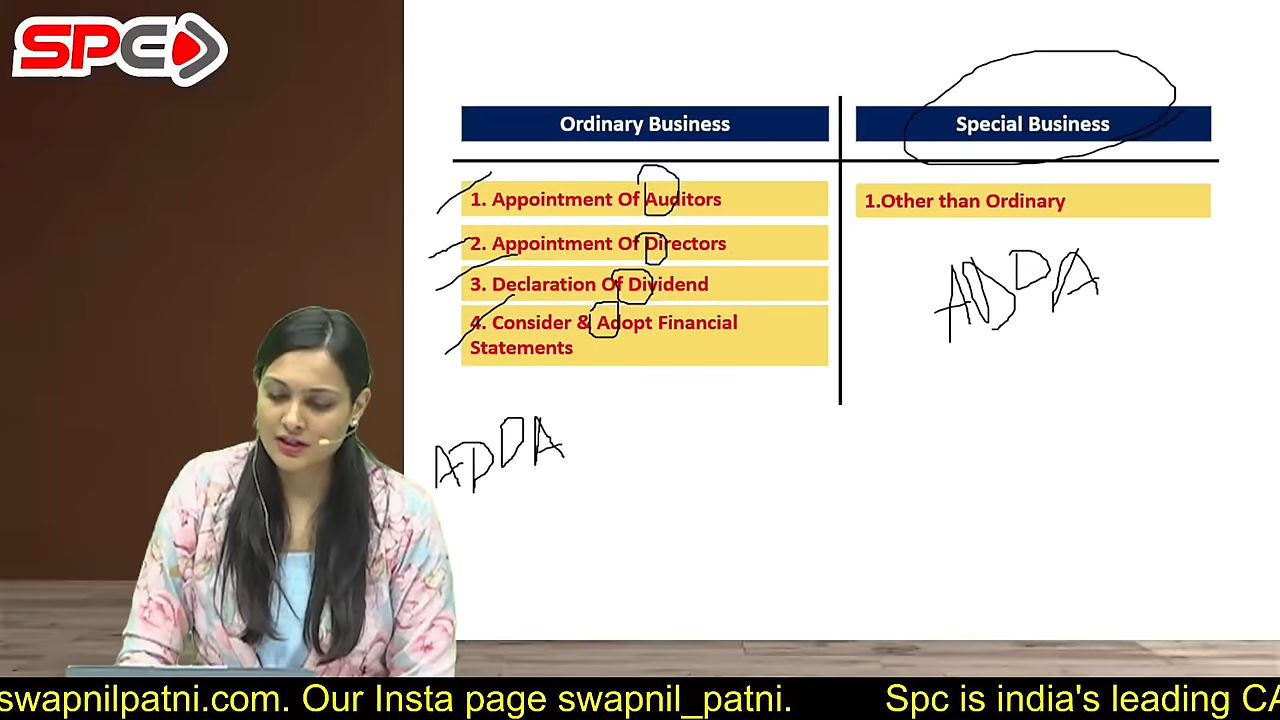 SPC
Ordinary Business
Special Business
1. Appointment Of Auditors
2. Appointment Of Directors
3. Declaration Of Dividend
4. Consider & Adopt Financial
Statements
1.Other than Ordinary
ADDA
ADDA
swapnilpatni.com. Our Insta page swapnil_patni. Spc is india's leading CA